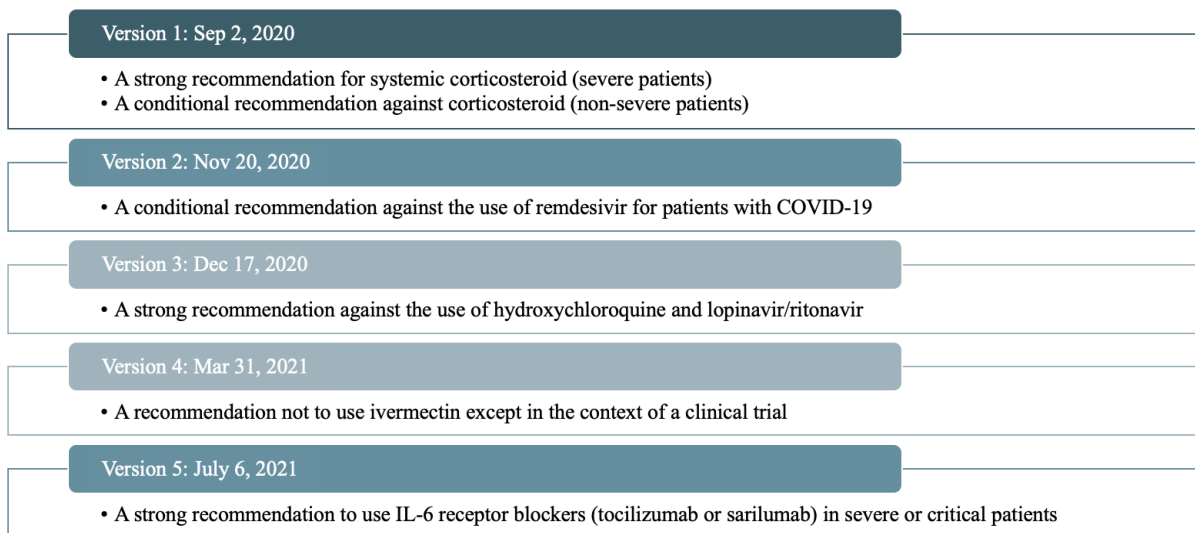 Version 1: Sep 2, 2020
• A strong recommendation for systemic corticosteroid (severe patients)
• A conditional recommendation against corticosteroid (non-severe patients)
Version 2: Nov 20, 2020
• A conditional recommendation against the use of remdesivir for patients with COVID-19
Version 3: Dec 17, 2020
• A strong recommendation against the use of hydroxychloroquine and lopinavir/ritonavir
Version 4: Mar 31, 2021
• A recommendation not to use ivermectin except in the context of a clinical trial
Version 5: July 6, 2021
• A strong recommendation to use IL-6 receptor blockers (tocilizumab or sarilumab) in severe or critical patients